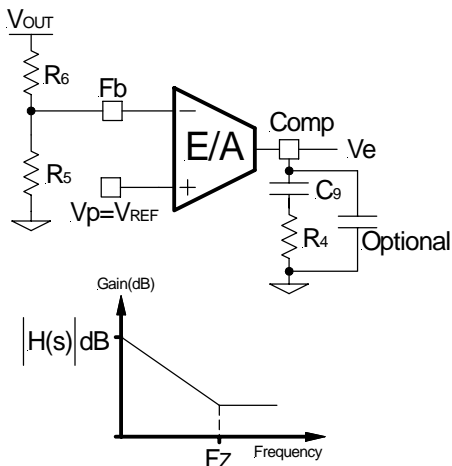 VOUT
R6
Fb
R5
E/A
Vp=VREF
Comp
Ve
C9
R4
Optional
Gain(dB)
|H(s)| dB
FZ
Frequency